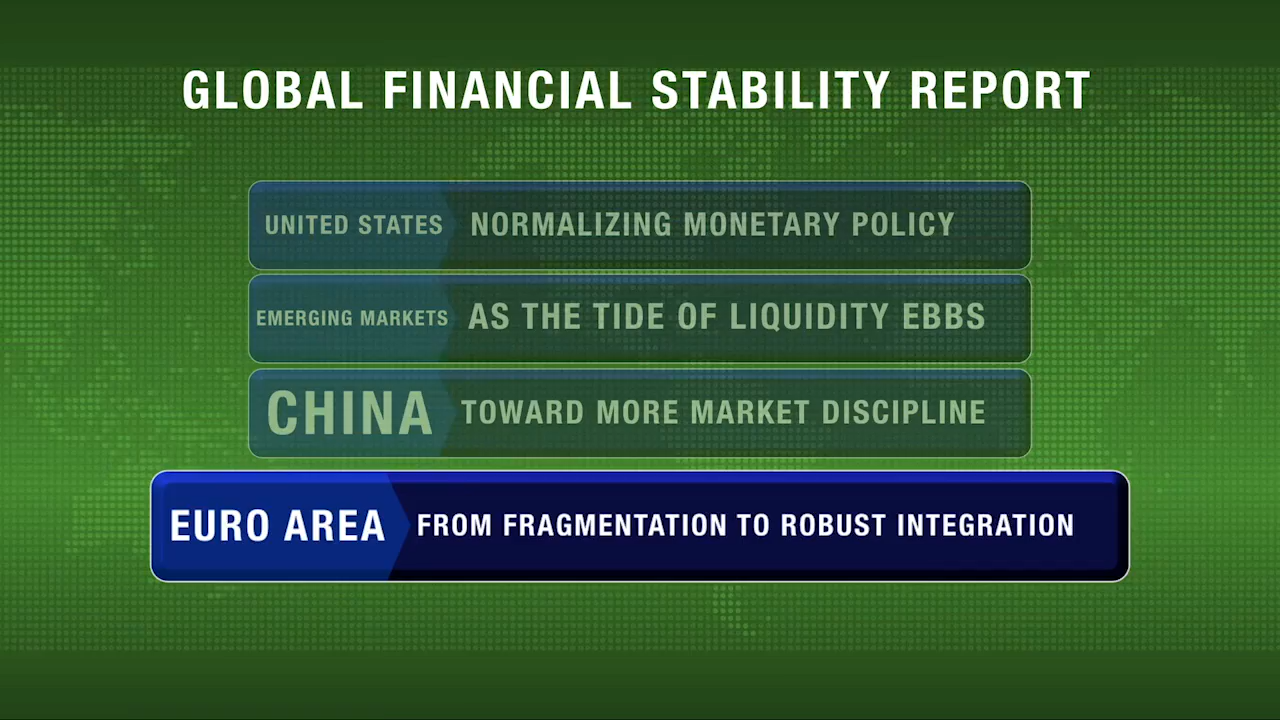 GLOBAL FINANCIAL STABILITY REPORT
UNITED STATES NORMALIZING MONETARY POLICY
EMERGING MARKETS AS THE TIDE OF LIQUIDITY EBBS
CHINA TOWARD MORE MARKET DISCIPLINE
EURO AREA FROM FRAGMENTATION TO ROBUST INTEGRATION